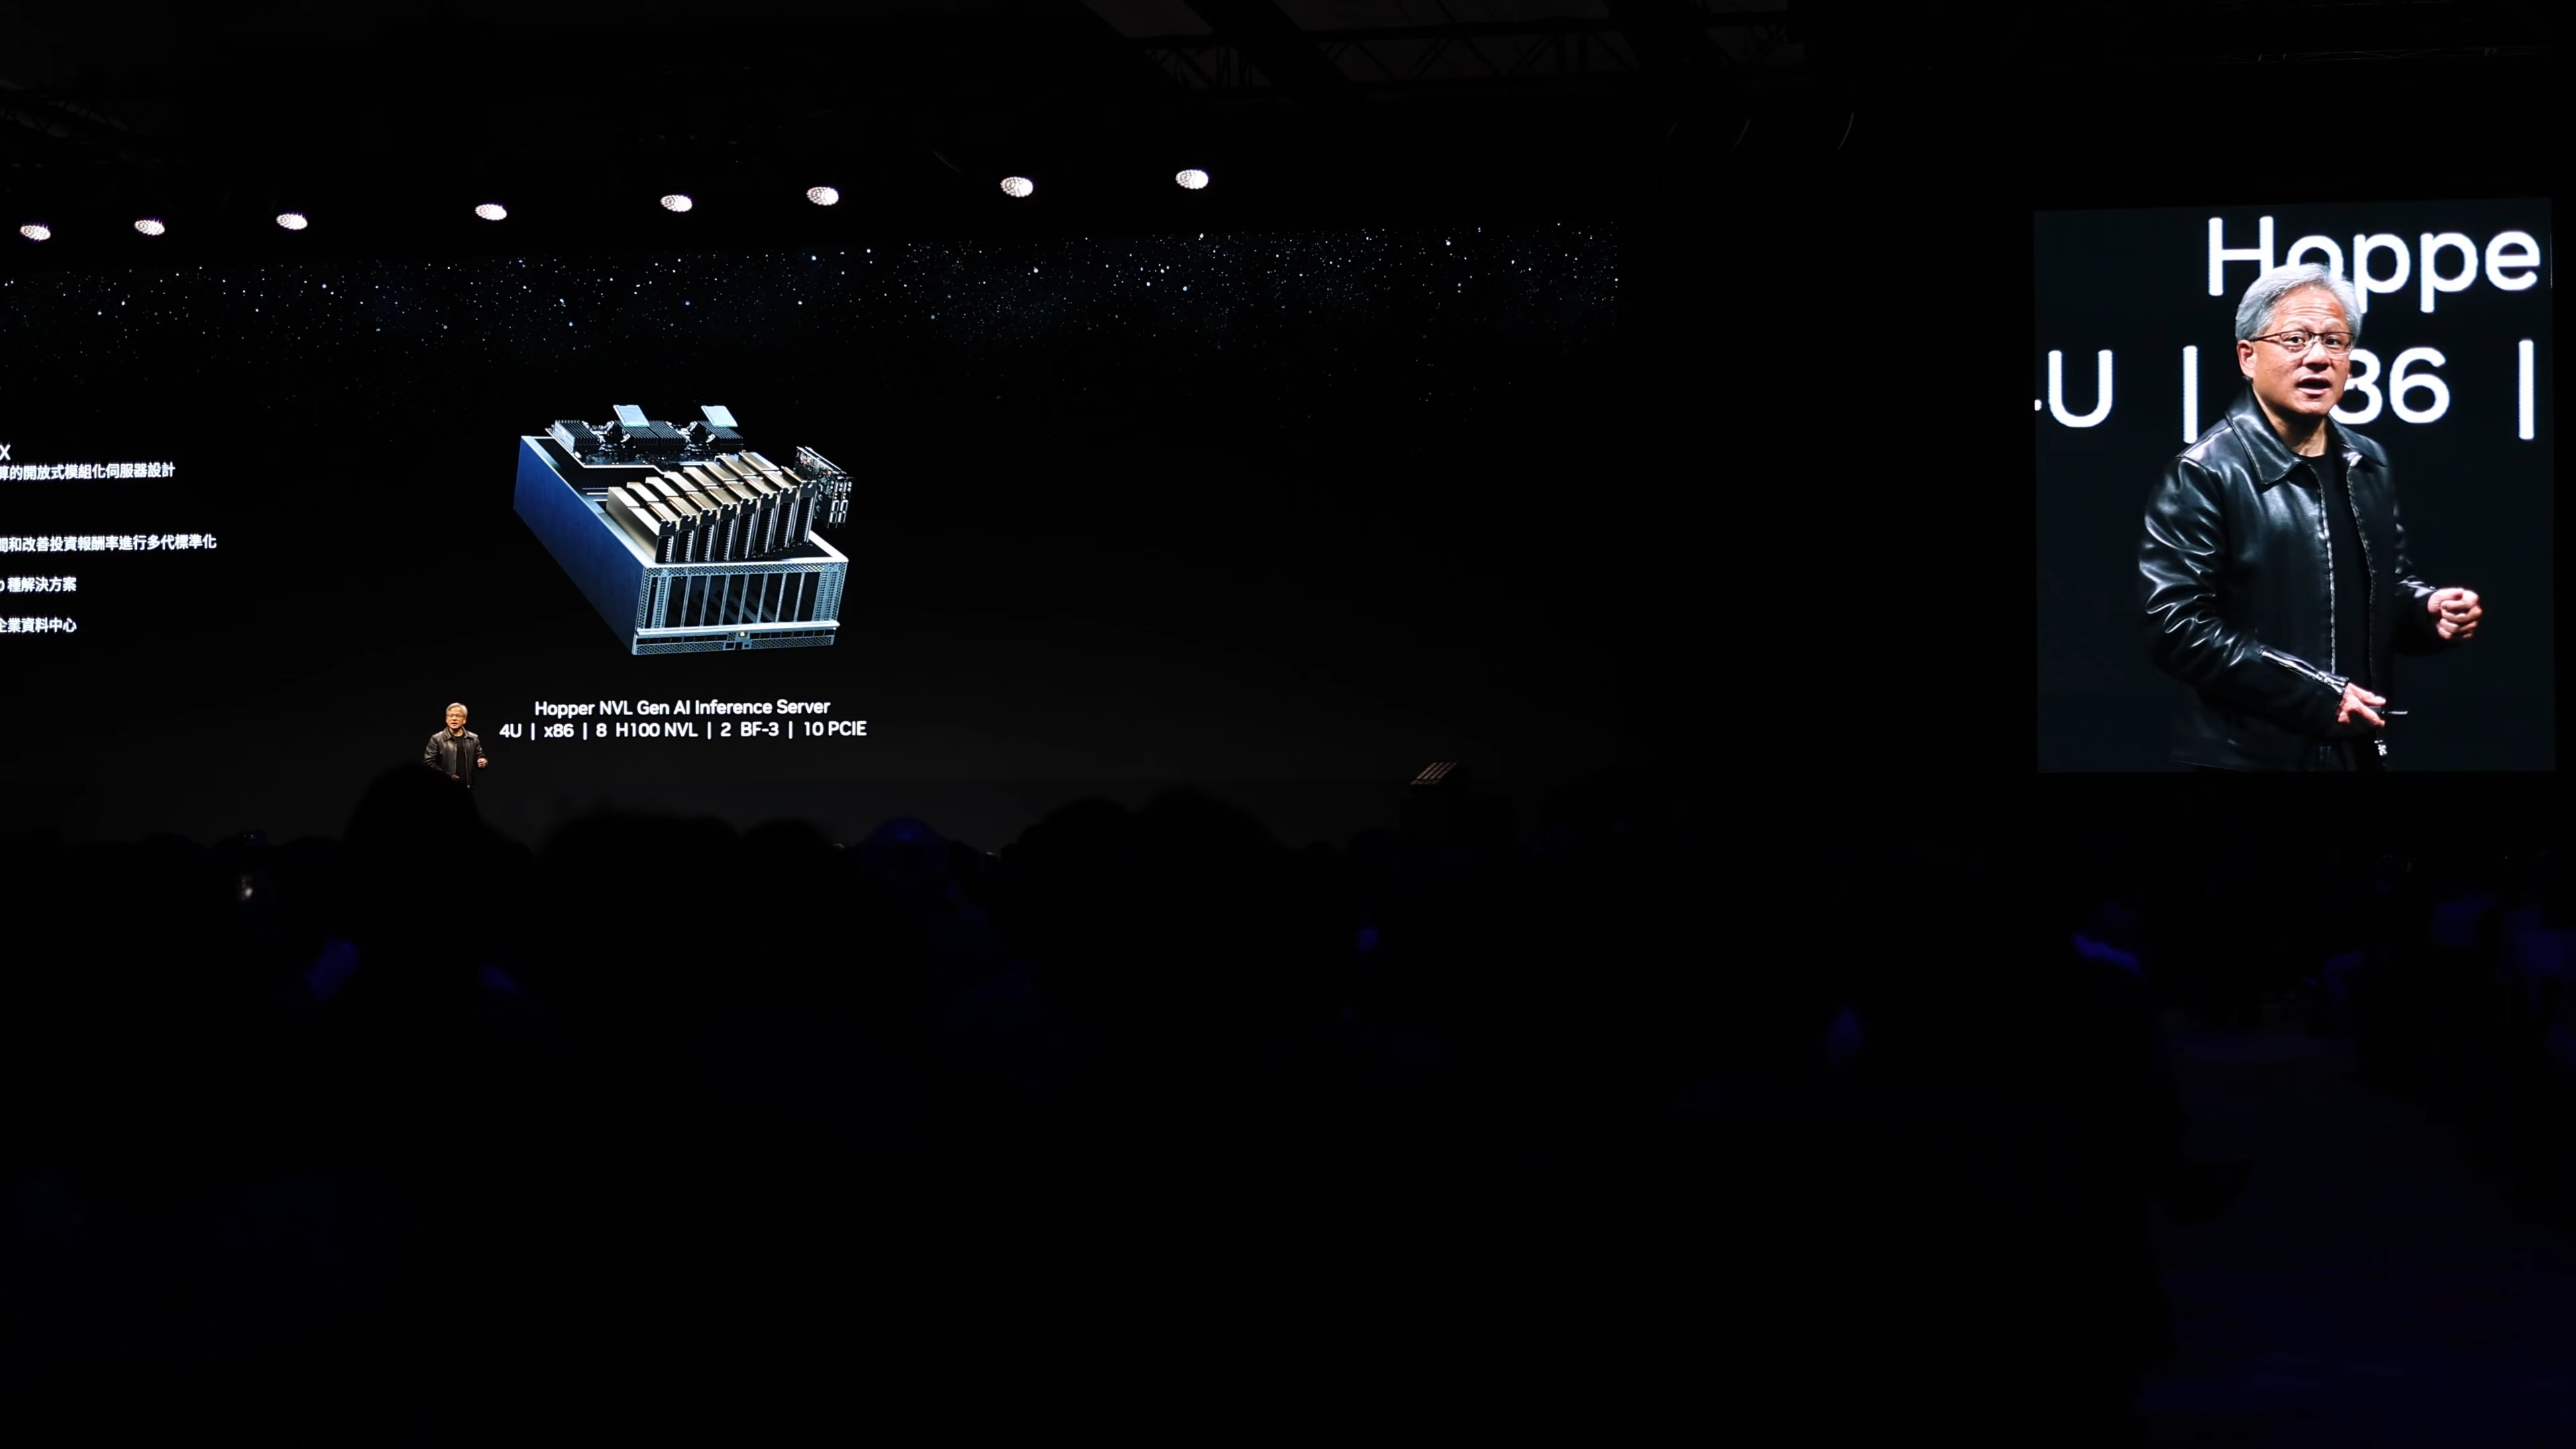 X
算的開放式模組化伺服器設計
間和改善投資報酬率進行多代標準化
種解決方案
企業資料中心
Hopper NVL Gen AI Inference Server
4U | x86 | 8 H100 NVL | 2 BF-3 | 10 PCIE
Hoppe
U | 86 |